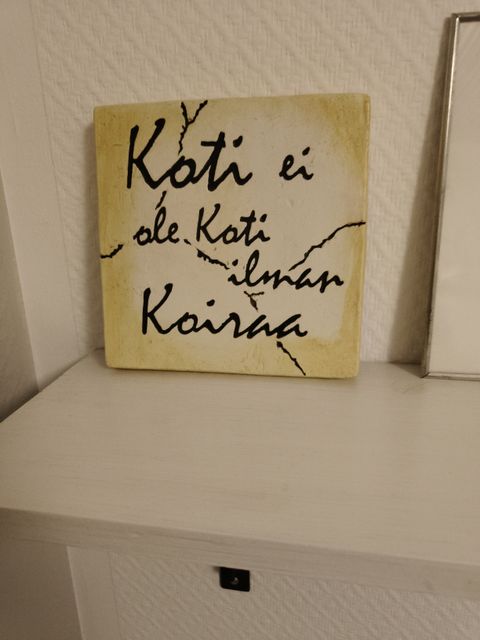 Koti ei
ole Koti
ilman
Koiraa